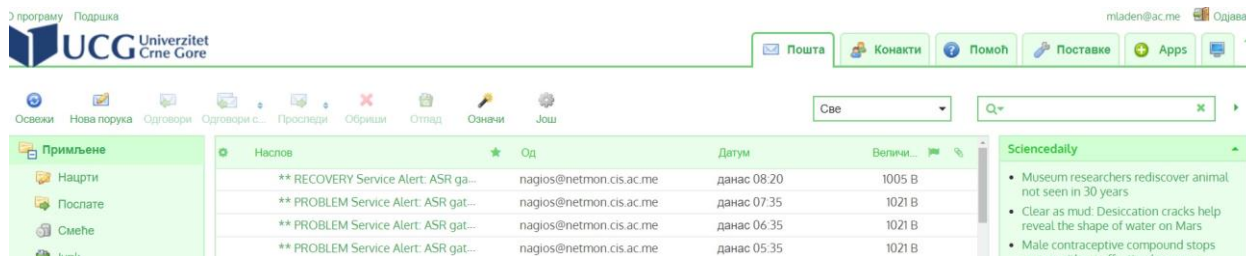 О програму Подршка
mladen@ac.me Одјава
UCG Univerzitet
Crne Gore
Пошта Конакти Помоћ Поставке Apps
Освежи Нова порука Одговори Одговори с... Проследи Обриши Отпад Означи Још
Све
Примљене
Нацрти
Послате
Смеће
Наслов Од Датум Величи...
** RECOVERY Service Alert: ASR ga... nagios@netmon.cis.ac.me данас 08:20 1005 B
** PROBLEM Service Alert: ASR gat... nagios@netmon.cis.ac.me данас 07:35 1021 B
** PROBLEM Service Alert: ASR gat... nagios@netmon.cis.ac.me данас 06:35 1021 B
** PROBLEM Service Alert: ASR gat... nagios@netmon.cis.ac.me данас 05:35 1021 B
Sciencedaily
Museum researchers rediscover animal
not seen in 30 years
Clear as mud: Desiccation cracks help
reveal the shape of water on Mars
Male contraceptive compound stops